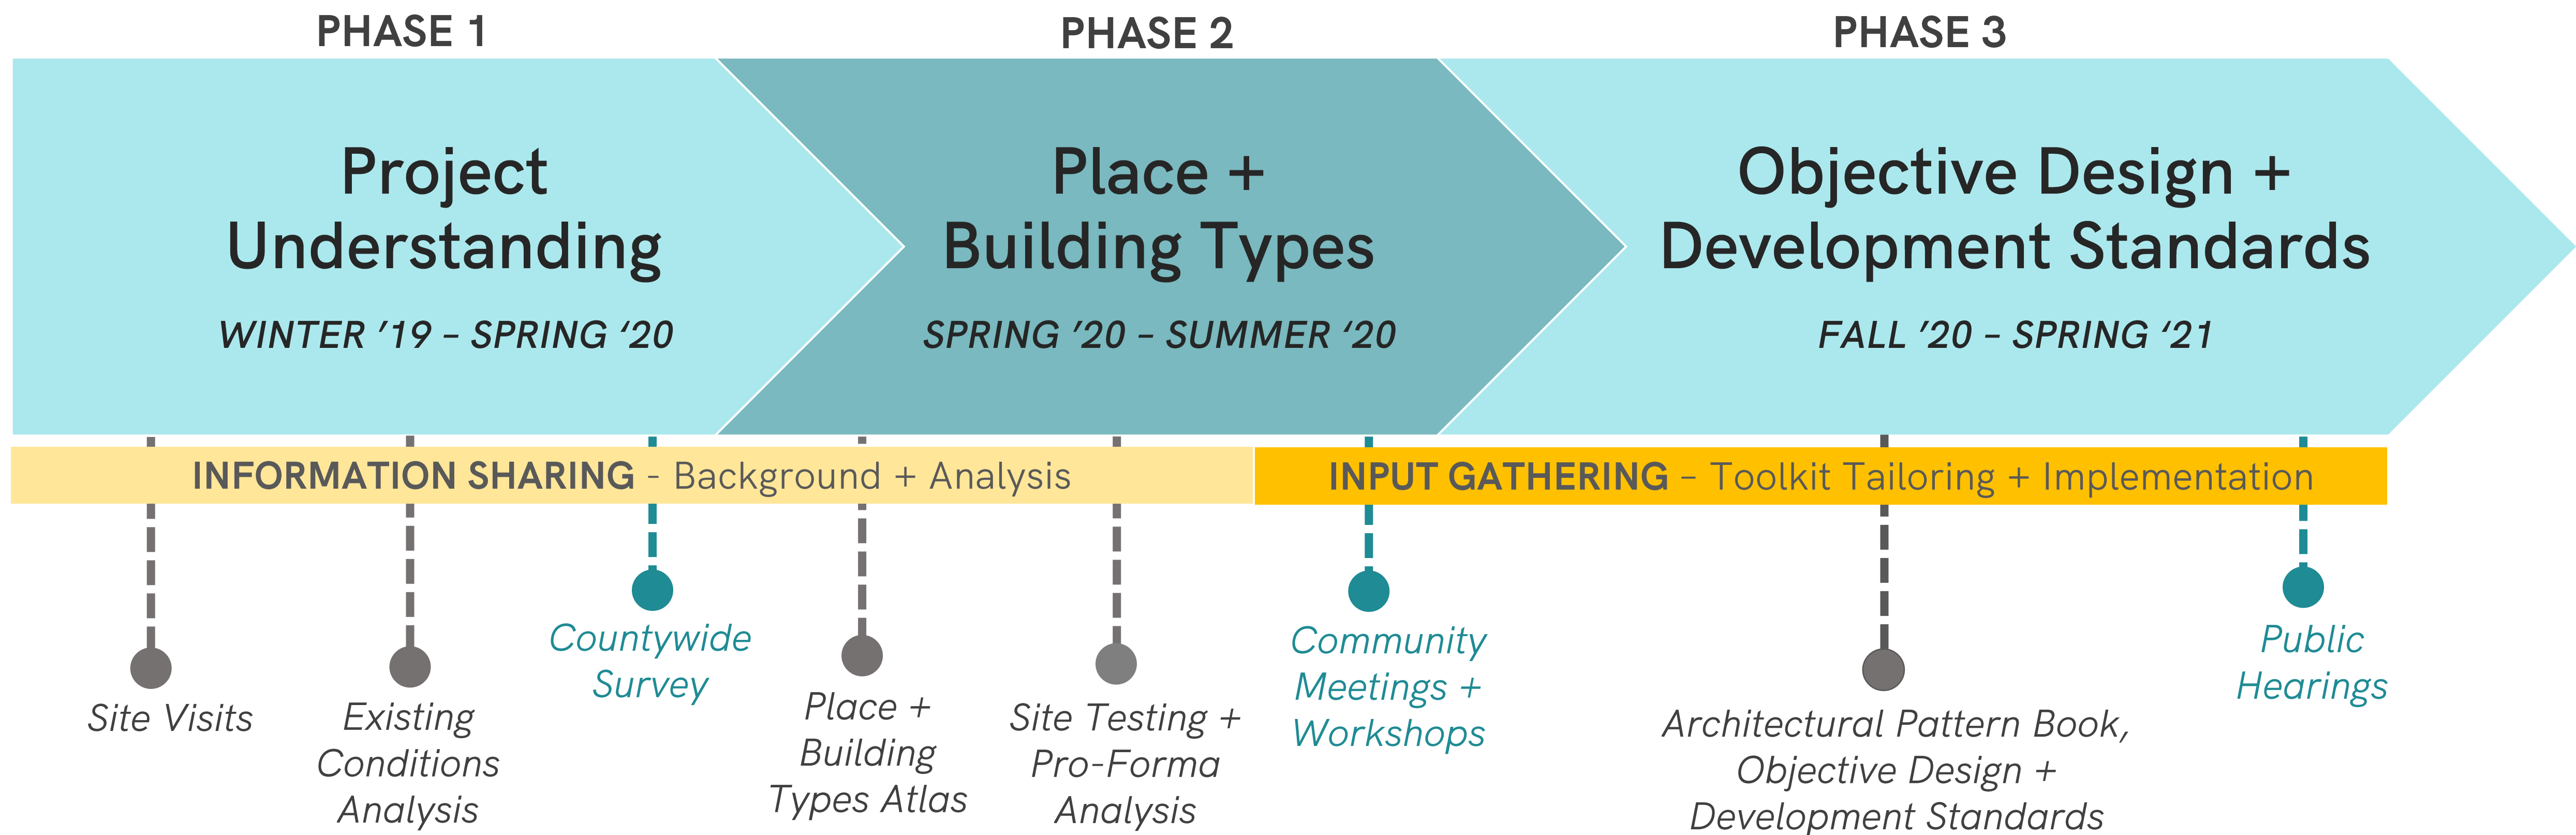 PHASE 1
PHASE 2
PHASE 3
Project
Understanding
WINTER ’19 – SPRING ‘20
Place +
Building Types
SPRING ’20 – SUMMER ‘20
Objective Design +
Development Standards
FALL ’20 – SPRING ‘21
INFORMATION SHARING - Background + Analysis
INPUT GATHERING – Toolkit Tailoring + Implementation
Site Visits
Existing
Conditions
Analysis
Countywide
Survey
Place +
Building
Types Atlas
Site Testing +
Pro-Forma
Analysis
Community
Meetings +
Workshops
Architectural Pattern Book,
Objective Design +
Development Standards
Public
Hearings